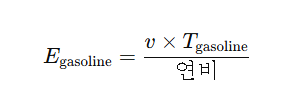 E_gasoline = (v × T_gasoline) / 연비